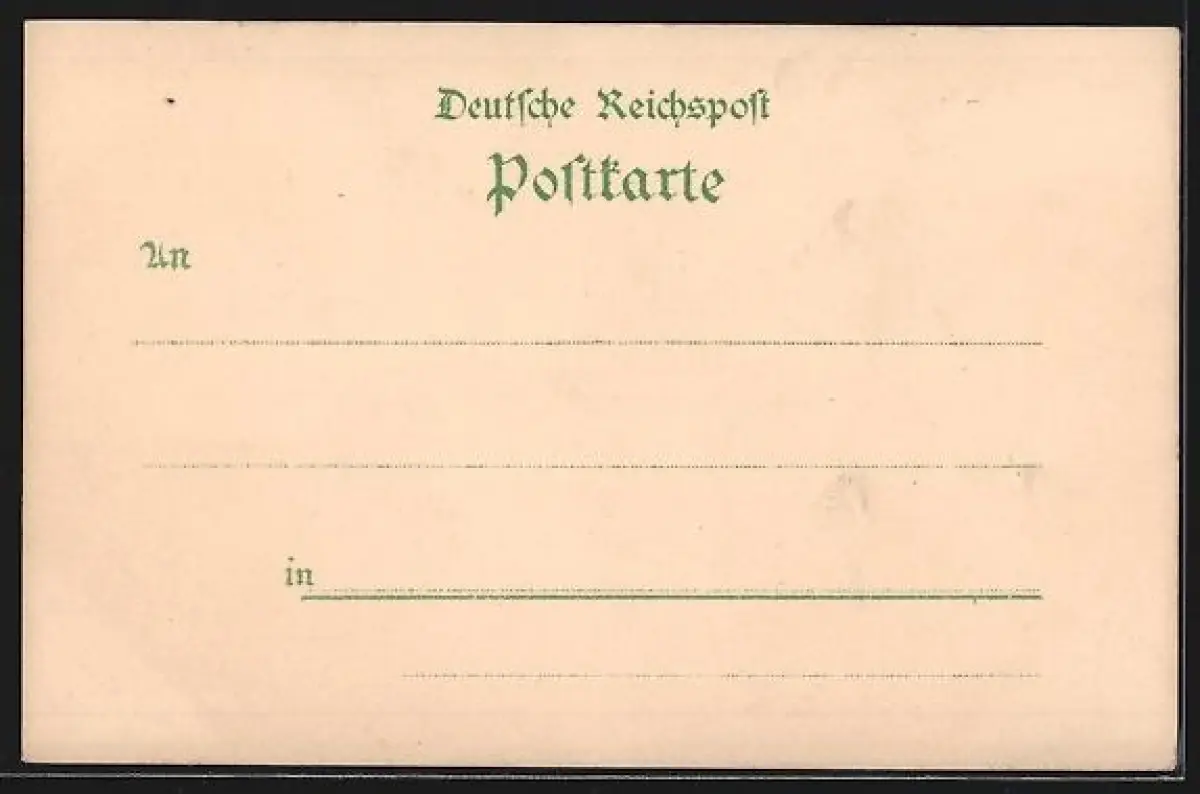 Deutſche Reichspoſt
Poſtkarte
An
in